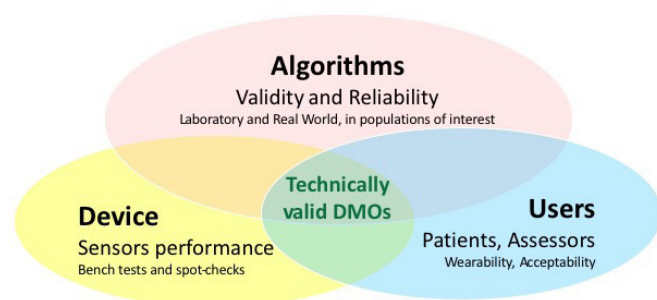 Algorithms
Validity and Reliability
Laboratory and Real World, in populations of interest
Technically
valid DMOs
Device
Sensors performance
Bench tests and spot-checks
Users
Patients, Assessors
Wearability, Acceptability